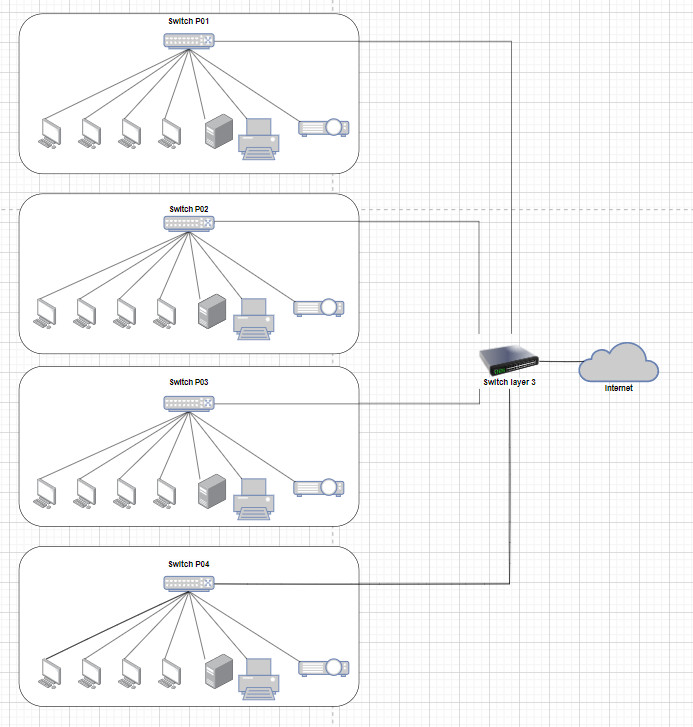 Switch P01
Switch P02
Switch P03
Switch layer 3
Internet
Switch P04